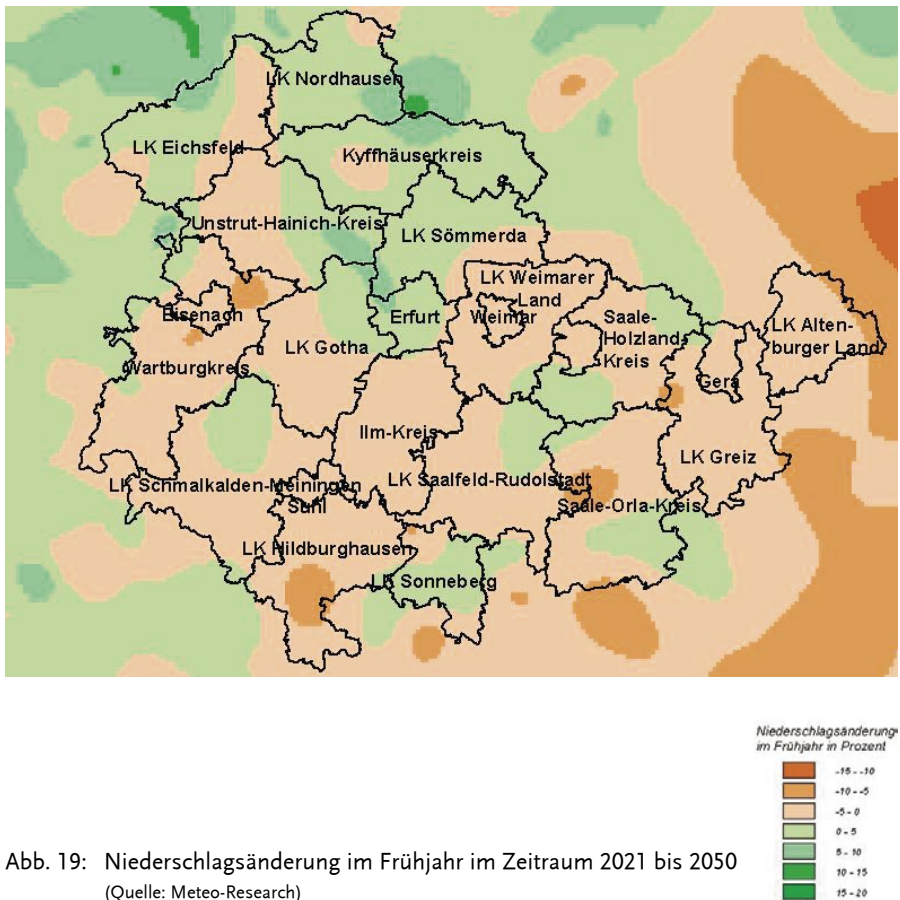 LK Nordhausen
LK Eichsfeld
Kyffhäuserkreis
Unstrut-Hainich-Kreis
LK Sömmerda
LK Weimarer
Land
Eisenach
Erfurt
Weimar
Saale-
Holzland-
Kreis
LK Alten-
burger Land
LK Gotha
Wartburgkreis
Gera
Ilm-Kreis
LK Greiz
LK Schmalkalden-Meiningen
LK Saalfeld-Rudolstadt
Suhl
Saale-Orla-Kreis
LK Hildburghausen
LK Sonneberg
Niederschlagsänderung
im Frühjahr in Prozent
-15 - -10
-10 - -5
-5 - 0
0 - 5
5 - 10
10 - 15
15 - 20
Abb. 19: Niederschlagsänderung im Frühjahr im Zeitraum 2021 bis 2050
(Quelle: Meteo-Research)